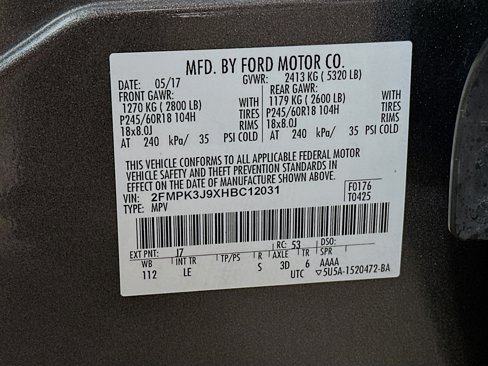 MFD. BY FORD MOTOR CO.
DATE: 05/17 GVWR: 2413 KG ( 5320 LB)
FRONT GAWR: REAR GAWR:
1270 KG ( 2800 LB) WITH 1179 KG ( 2600 LB) WITH
P245/60R18 104H TIRES P245/60R18 104H TIRES
18x8.0J RIMS 18x8.0J RIMS
AT 240 kPa/ 35 PSI COLD AT 240 kPa/ 35 PSI COLD
THIS VEHICLE CONFORMS TO ALL APPLICABLE FEDERAL MOTOR
VEHICLE SAFETY AND THEFT PREVENTION STANDARDS IN
EFFECT ON THE DATE OF MANUFACTURE SHOWN ABOVE.
VIN: 2FMPK3J9XHBC12031 F0176
TYPE: MPV T0425
EXT PNT: J7 RC: 53 DSO:
WB INT TR TP/PS R AXLE TR SPR
112 LE S 3D 6 AAAA
UTC ▽5U5A-1520472-BA